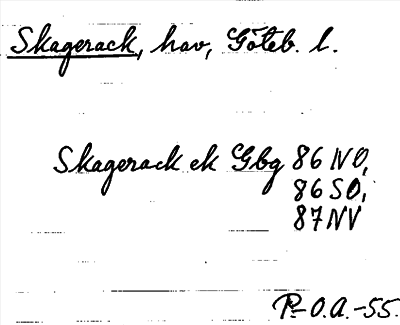 Skagerack, hav, Göteb. l.
Skagerack ek Gbg 86 NO,
86 SO,
87 NV
P-O.A.-55.